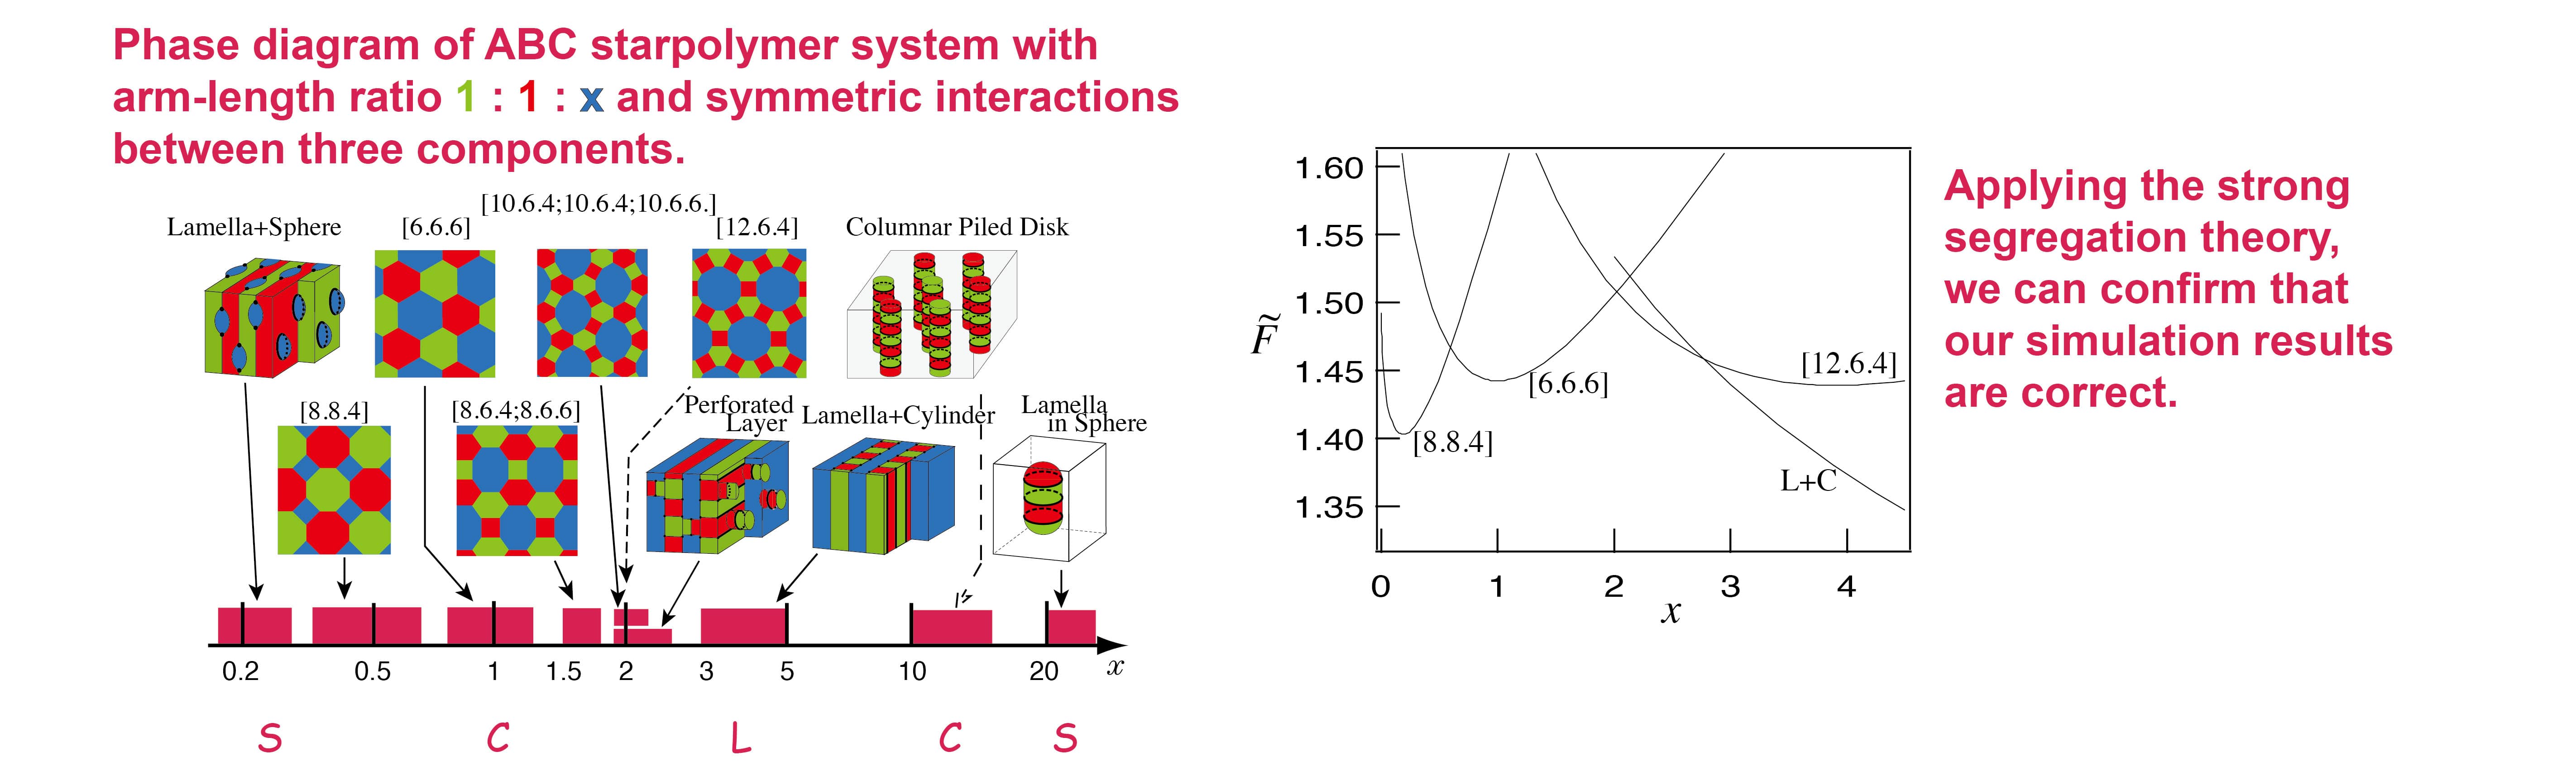 Phase diagram of ABC starpolymer system with
arm-length ratio 1 : 1 : x and symmetric interactions
between three components.
[10.6.4;10.6.4;10.6.6.]
Lamella+Sphere
[6.6.6]
[12.6.4]
Columnar Piled Disk
[8.8.4]
[8.6.4;8.6.6]
Perforated
Layer
Lamella+Cylinder
Lamella
in Sphere
0.2
0.5
1
1.5
2
3
5
10
20
x
S
C
L
C
S
1.60
1.55
1.50
1.45
1.40
1.35
F̃
[12.6.4]
[6.6.6]
[8.8.4]
L+C
0
1
2
3
4
x
Applying the strong
segregation theory,
we can confirm that
our simulation results
are correct.